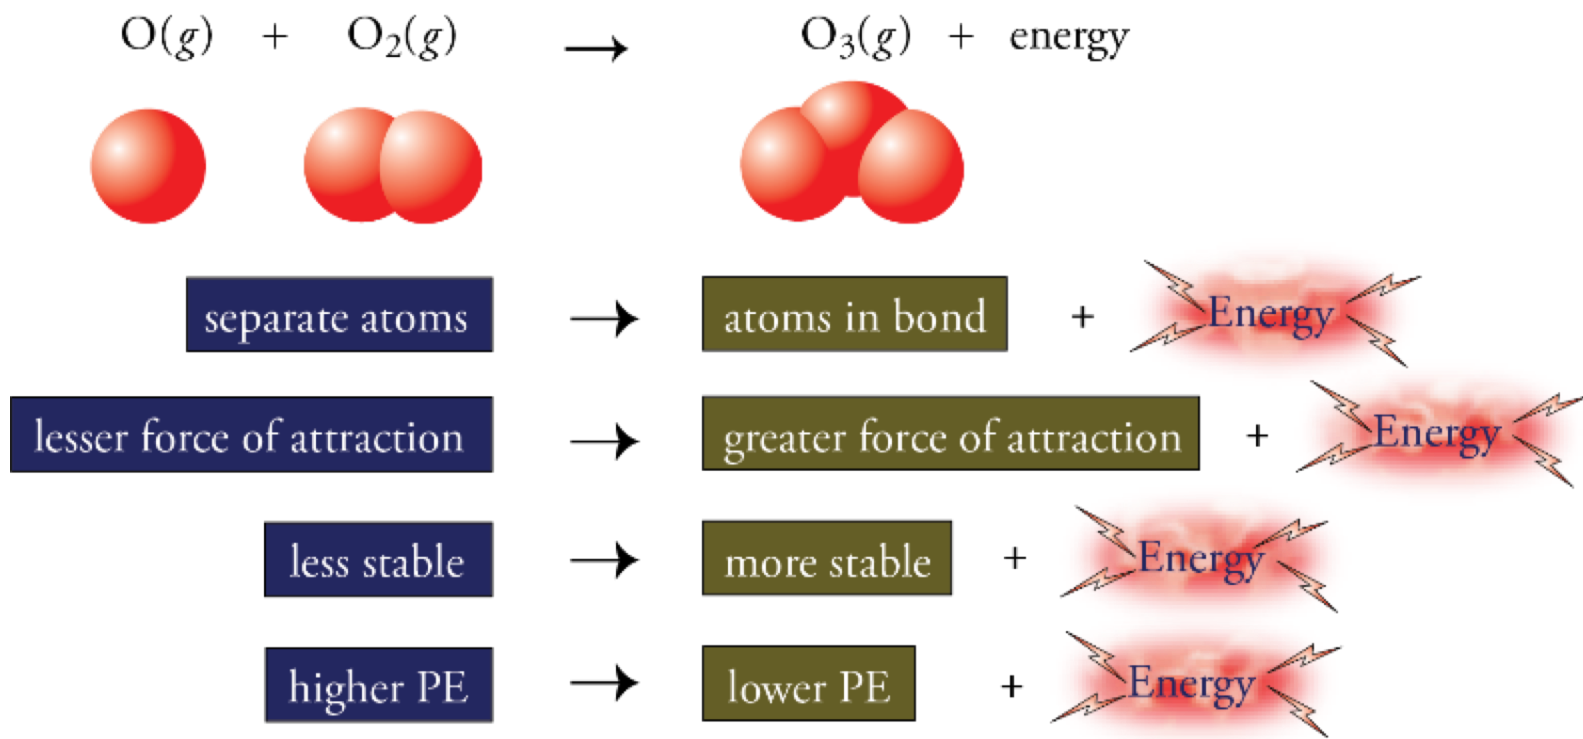 O(g) + O₂(g) → O₃(g) + energy
separate atoms → atoms in bond + Energy
lesser force of attraction → greater force of attraction + Energy
less stable → more stable + Energy
higher PE → lower PE + Energy